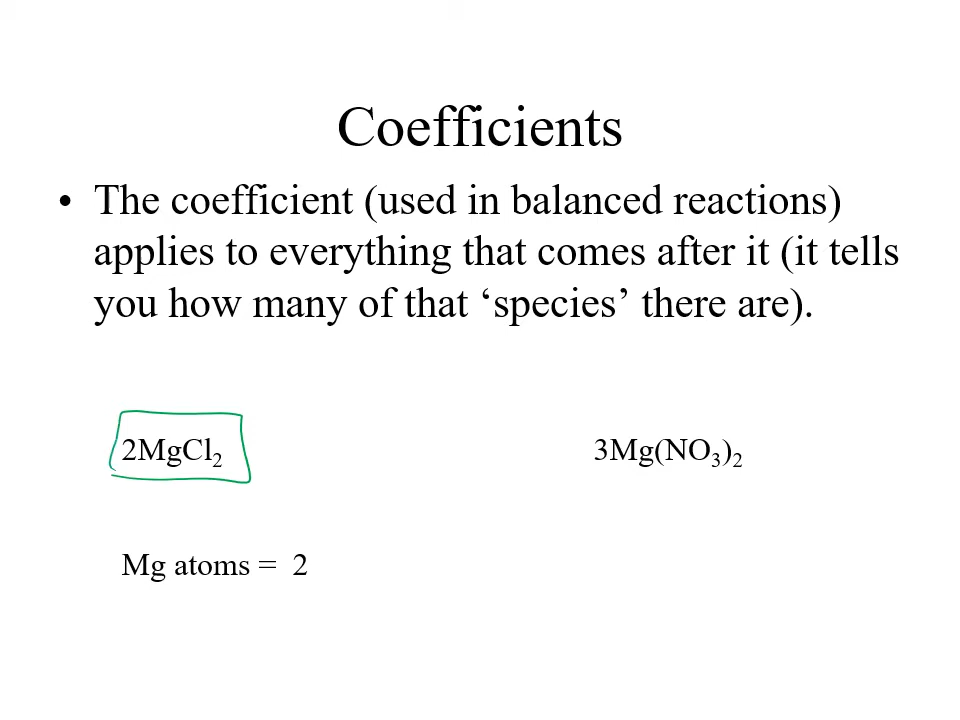 Coefficients
• The coefficient (used in balanced reactions)
applies to everything that comes after it (it tells
you how many of that ‘species’ there are).
2MgCl₂ 3Mg(NO₃)₂
Mg atoms = 2